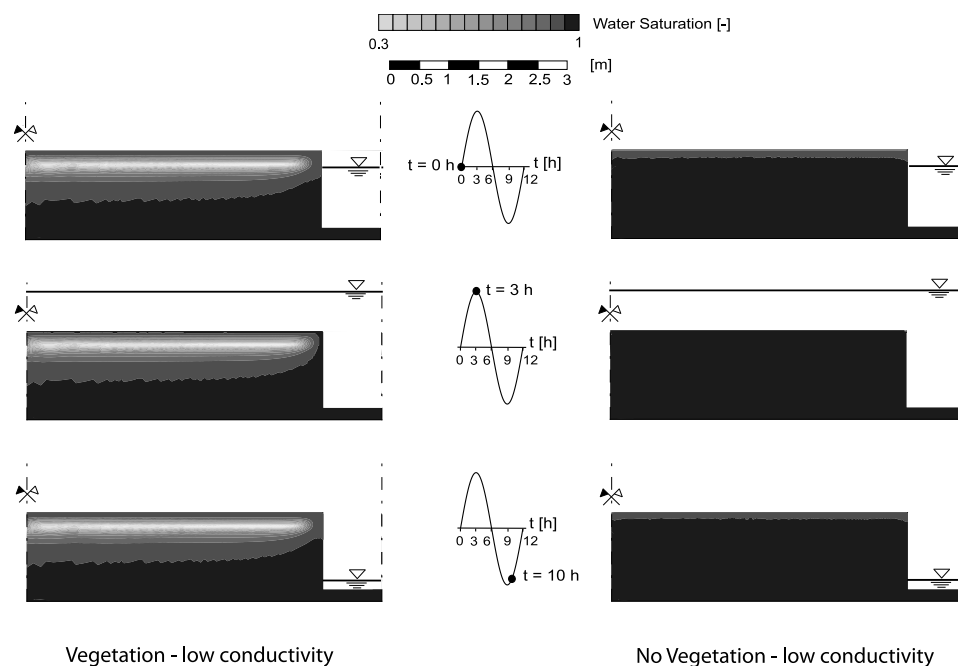 Water Saturation [-]
0.3 1
[m]
0 0.5 1 1.5 2 2.5 3
t = 0 h
t [h]
0 3 6 9 12
t = 3 h
t [h]
0 3 6 9 12
t [h]
0 3 6 9 12
t = 10 h
Vegetation - low conductivity
No Vegetation - low conductivity